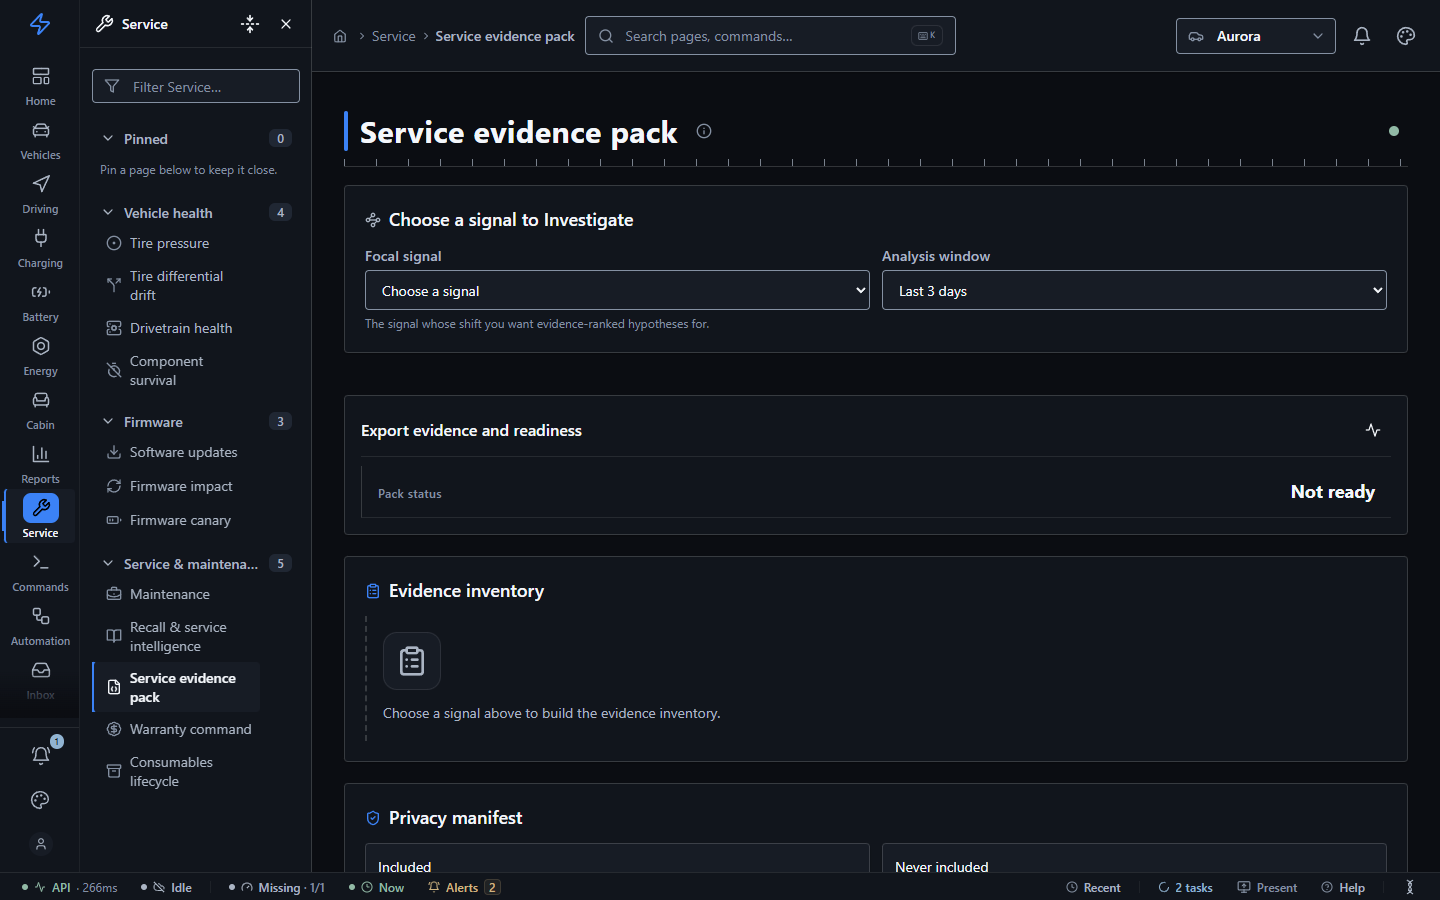 Home
Vehicles
Driving
Charging
Battery
Energy
Cabin
Reports
Service
Commands
Automation
Inbox
1
Service
Filter Service...
Pinned 0
Pin a page below to keep it close.
Vehicle health 4
Tire pressure
Tire differential
drift
Drivetrain health
Component
survival
Firmware 3
Software updates
Firmware impact
Firmware canary
Service & maintena... 5
Maintenance
Recall & service
intelligence
Service evidence
pack
Warranty command
Consumables
lifecycle
Service Service evidence pack
Search pages, commands...
K
Aurora
Service evidence pack
Choose a signal to Investigate
Focal signal
Choose a signal
The signal whose shift you want evidence-ranked hypotheses for.
Analysis window
Last 3 days
Export evidence and readiness
Pack status
Not ready
Evidence inventory
Choose a signal above to build the evidence inventory.
Privacy manifest
Included
Never included
API · 266ms Idle Missing · 1/1 Now Alerts 2 Recent 2 tasks Present Help